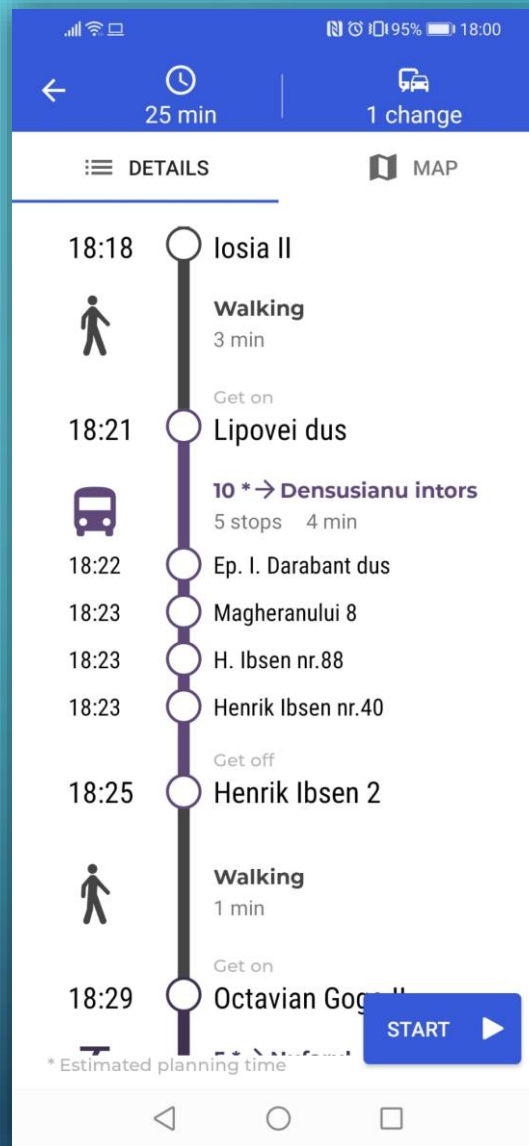 95% 18:00
25 min 1 change
DETAILS MAP
18:18 Iosia II
Walking
3 min
Get on
18:21 Lipovei dus
10 * → Densusianu intors
5 stops 4 min
18:22 Ep. I. Darabant dus
18:23 Magheranului 8
18:23 H. Ibsen nr.88
18:23 Henrik Ibsen nr.40
Get off
18:25 Henrik Ibsen 2
Walking
1 min
Get on
18:29 Octavian
START
* Estimated planning time